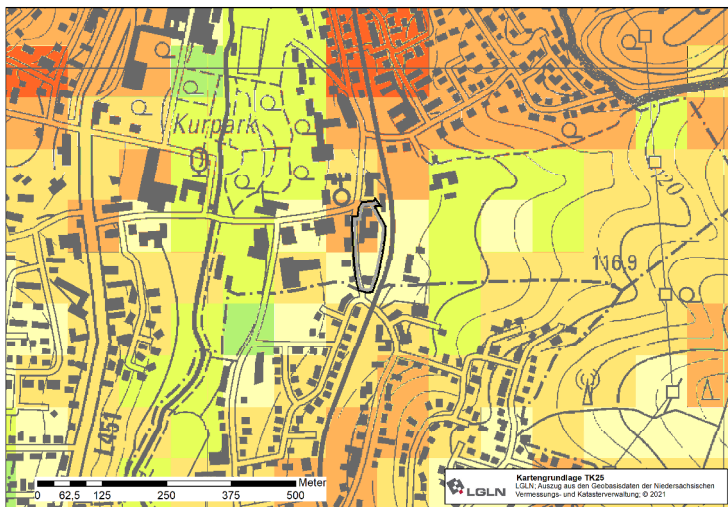 Kurpark
120
116,9
L451
Meter
0 62,5 125 250 375 500
LGLN
Kartengrundlage TK25
LGLN; Auszug aus den Geobasisdaten der Niedersächsischen
Vermessungs- und Katasterverwaltung; © 2021